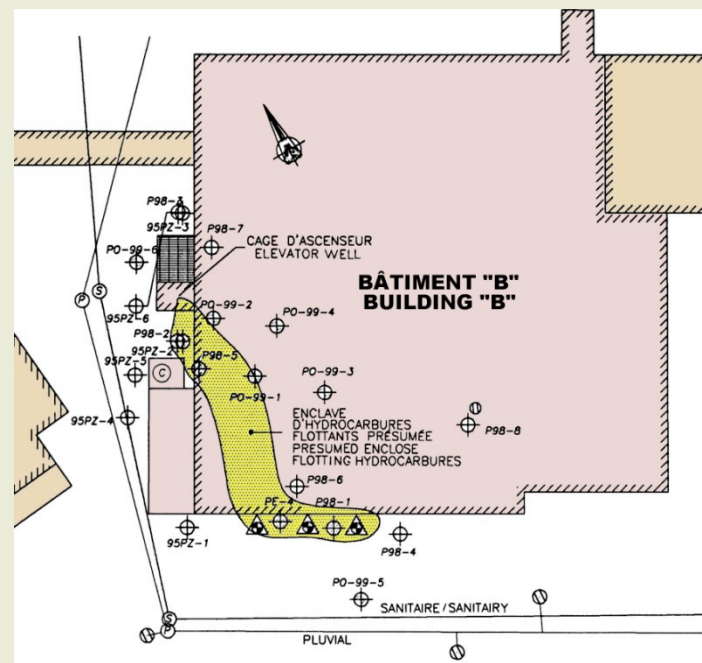 P98-3
95PZ-3
P98-7
PO-99-6
CAGE D'ASCENSEUR
ELEVATOR WELL
BÂTIMENT "B"
BUILDING "B"
S
P
95PZ-6
PO-99-2
PO-99-4
P98-2
95PZ-2
P98-5
95PZ-5
C
PO-99-1
PO-99-3
95PZ-4
ENCLAVE
D'HYDROCARBURES
FLOTTANTS PRÉSUMÉE
PRESUMED ENCLOSE
FLOTTING HYDROCARBURES
P98-8
P98-6
PE-4
P98-1
95PZ-1
P98-4
PO-99-5
SANITAIRE/SANITAIRY
S
P
PLUVIAL